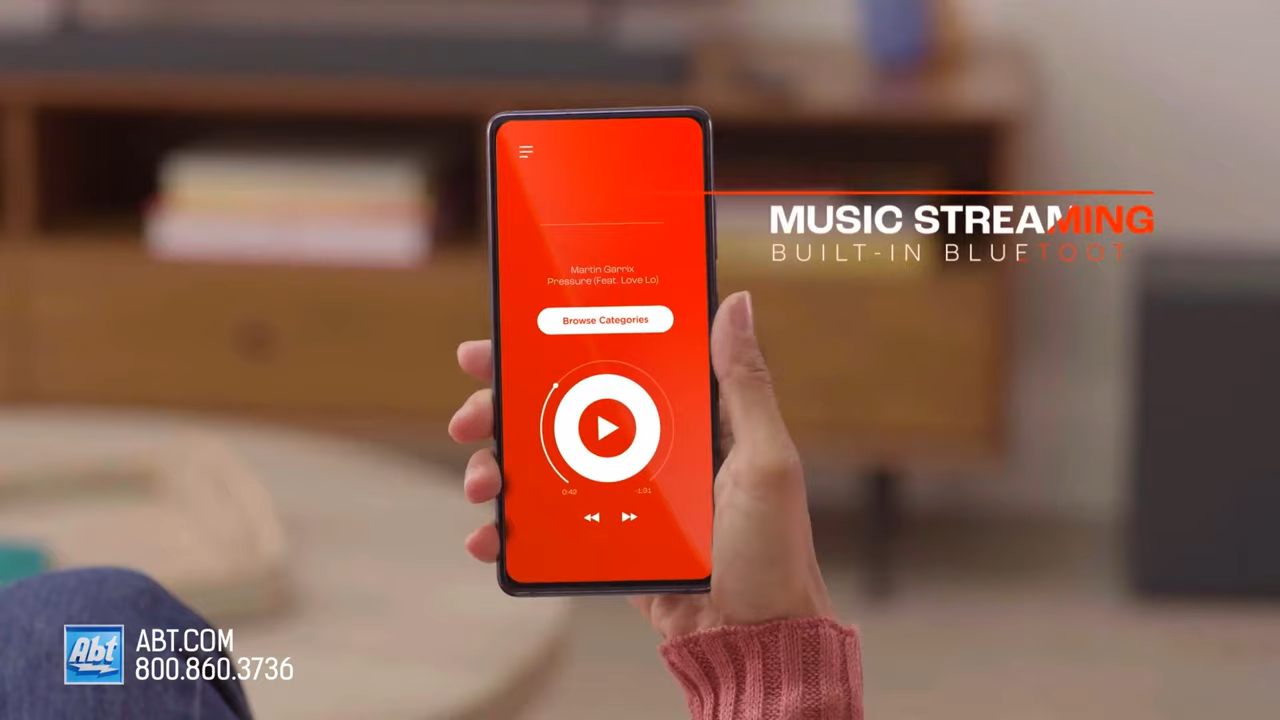 MUSIC STREAMING
BUILT-IN BLUETOOT
Martin Garrix
Pressure (Feat. Love Lo)
Browse Categories
0:42 -1:31
Abt
ABT.COM
800.860.3736